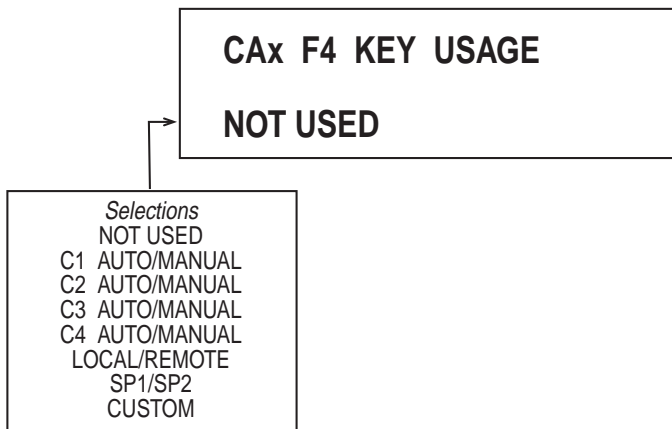 CAx F4 KEY USAGE
NOT USED
Selections
NOT USED
C1 AUTO/MANUAL
C2 AUTO/MANUAL
C3 AUTO/MANUAL
C4 AUTO/MANUAL
LOCAL/REMOTE
SP1/SP2
CUSTOM